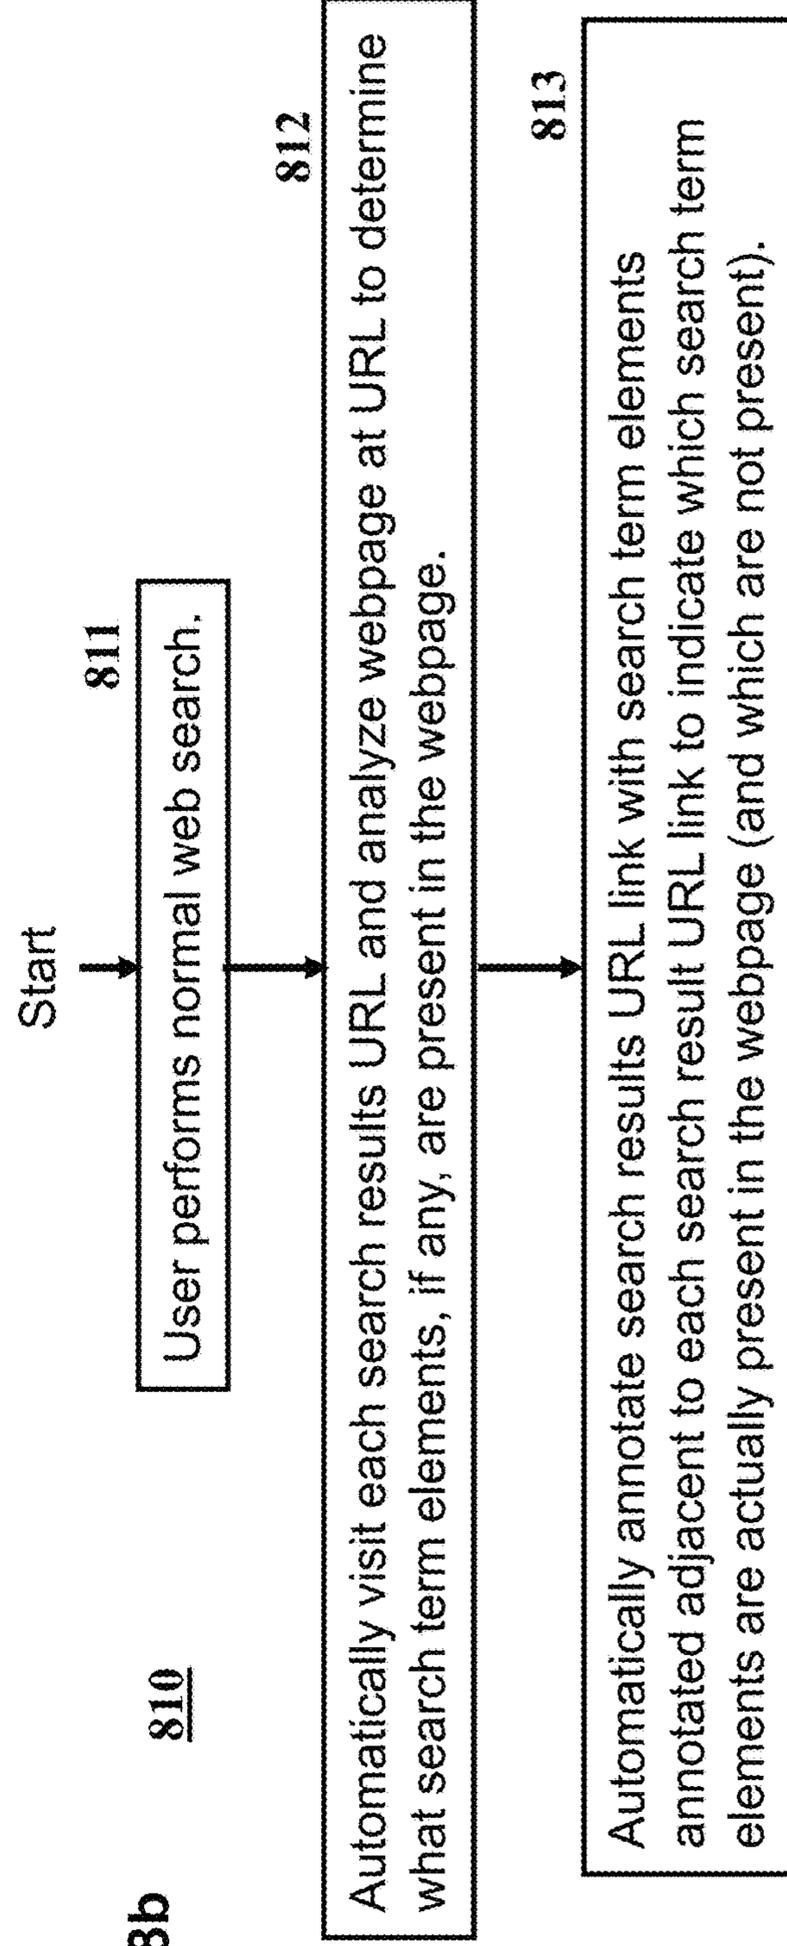 Start
811
User performs normal web search.
810
812
Automatically visit each search results URL and analyze webpage at URL to determine
what search term elements, if any, are present in the webpage.
813
Automatically annotate search results URL link with search term elements
annotated adjacent to each search result URL link to indicate which search term
elements are actually present in the webpage (and which are not present).